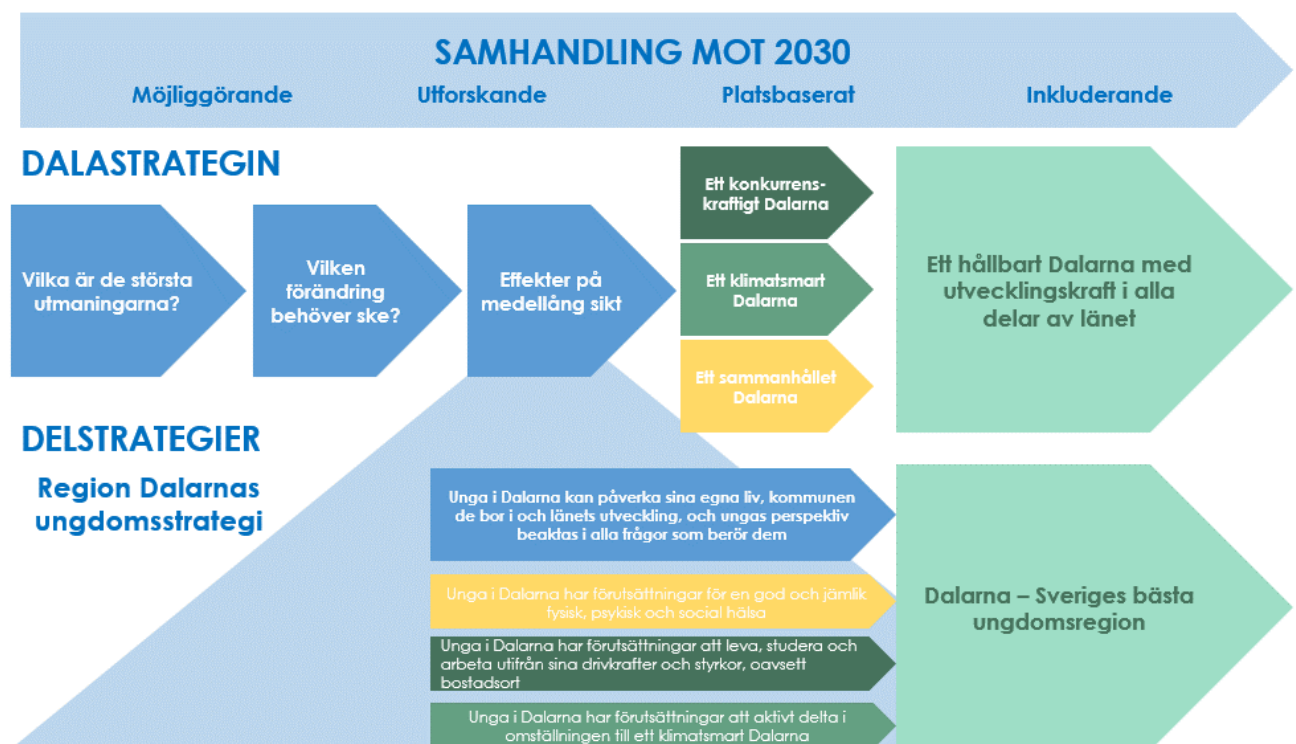 SAMHANDLING MOT 2030
Möjliggörande Utforskande Platsbaserat Inkluderande
DALASTRATEGIN
Vilka är de största
utmaningarna?
Vilken
förändring
behöver ske?
Effekter på
medellång sikt
Ett konkurrens-
kraftigt Dalarna
Ett klimatsmart
Dalarna
Ett sammanhållet
Dalarna
Ett hållbart Dalarna med
utvecklingskraft i alla
delar av länet
DELSTRATEGIER
Region Dalarnas
ungdomsstrategi
Unga i Dalarna kan påverka sina egna liv, kommunen
de bor i och länets utveckling, och ungas perspektiv
beaktas i alla frågor som berör dem
Unga i Dalarna har förutsättningar för en god och jämlik
fysisk, psykisk och social hälsa
Unga i Dalarna har förutsättningar att leva, studera och
arbeta utifrån sina drivkrafter och styrkor, oavsett
bostadsort
Unga i Dalarna har förutsättningar att aktivt delta i
omställningen till ett klimatsmart Dalarna
Dalarna – Sveriges bästa
ungdomsregion